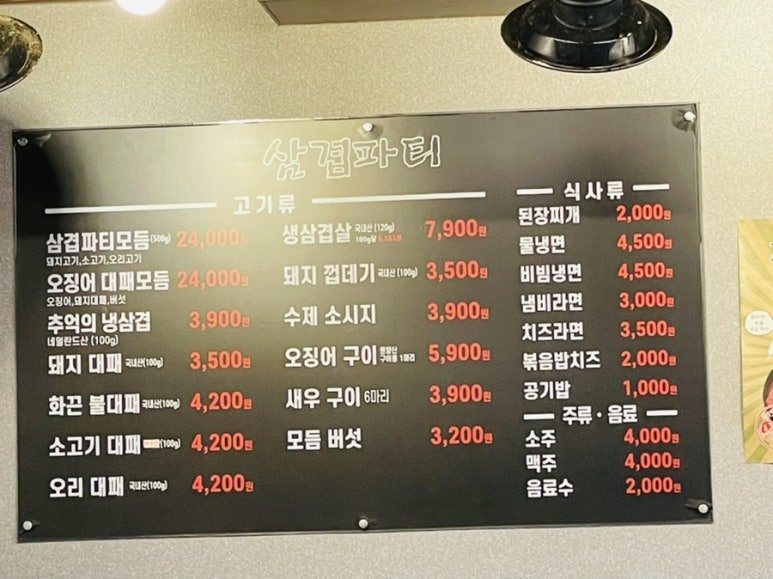 삼겹파티
고기류
삼겹파티모듬(500g) 24,000원
돼지고기,소고기,오리고기
오징어 대패모듬 24,000원
오징어,돼지대패,버섯
추억의 냉삼겹 3,900원
네덜란드산 (100g)
돼지 대패 국내산(100g) 3,500원
화끈 불대패 국내산(100g) 4,200원
소고기 대패 (100g) 4,200원
오리 대패 국내산(100g) 4,200원
생삼겹살 국내산 (120g) 7,900원
100g당
돼지 껍데기 국내산 (100g) 3,500원
수제 소시지 3,900원
오징어 구이 1마리 5,900원
새우 구이 6마리 3,900원
모듬 버섯 3,200원
식사류
된장찌개 2,000원
물냉면 4,500원
비빔냉면 4,500원
냄비라면 3,000원
치즈라면 3,500원
볶음밥치즈 2,000원
공기밥 1,000원
주류 · 음료
소주 4,000원
맥주 4,000원
음료수 2,000원